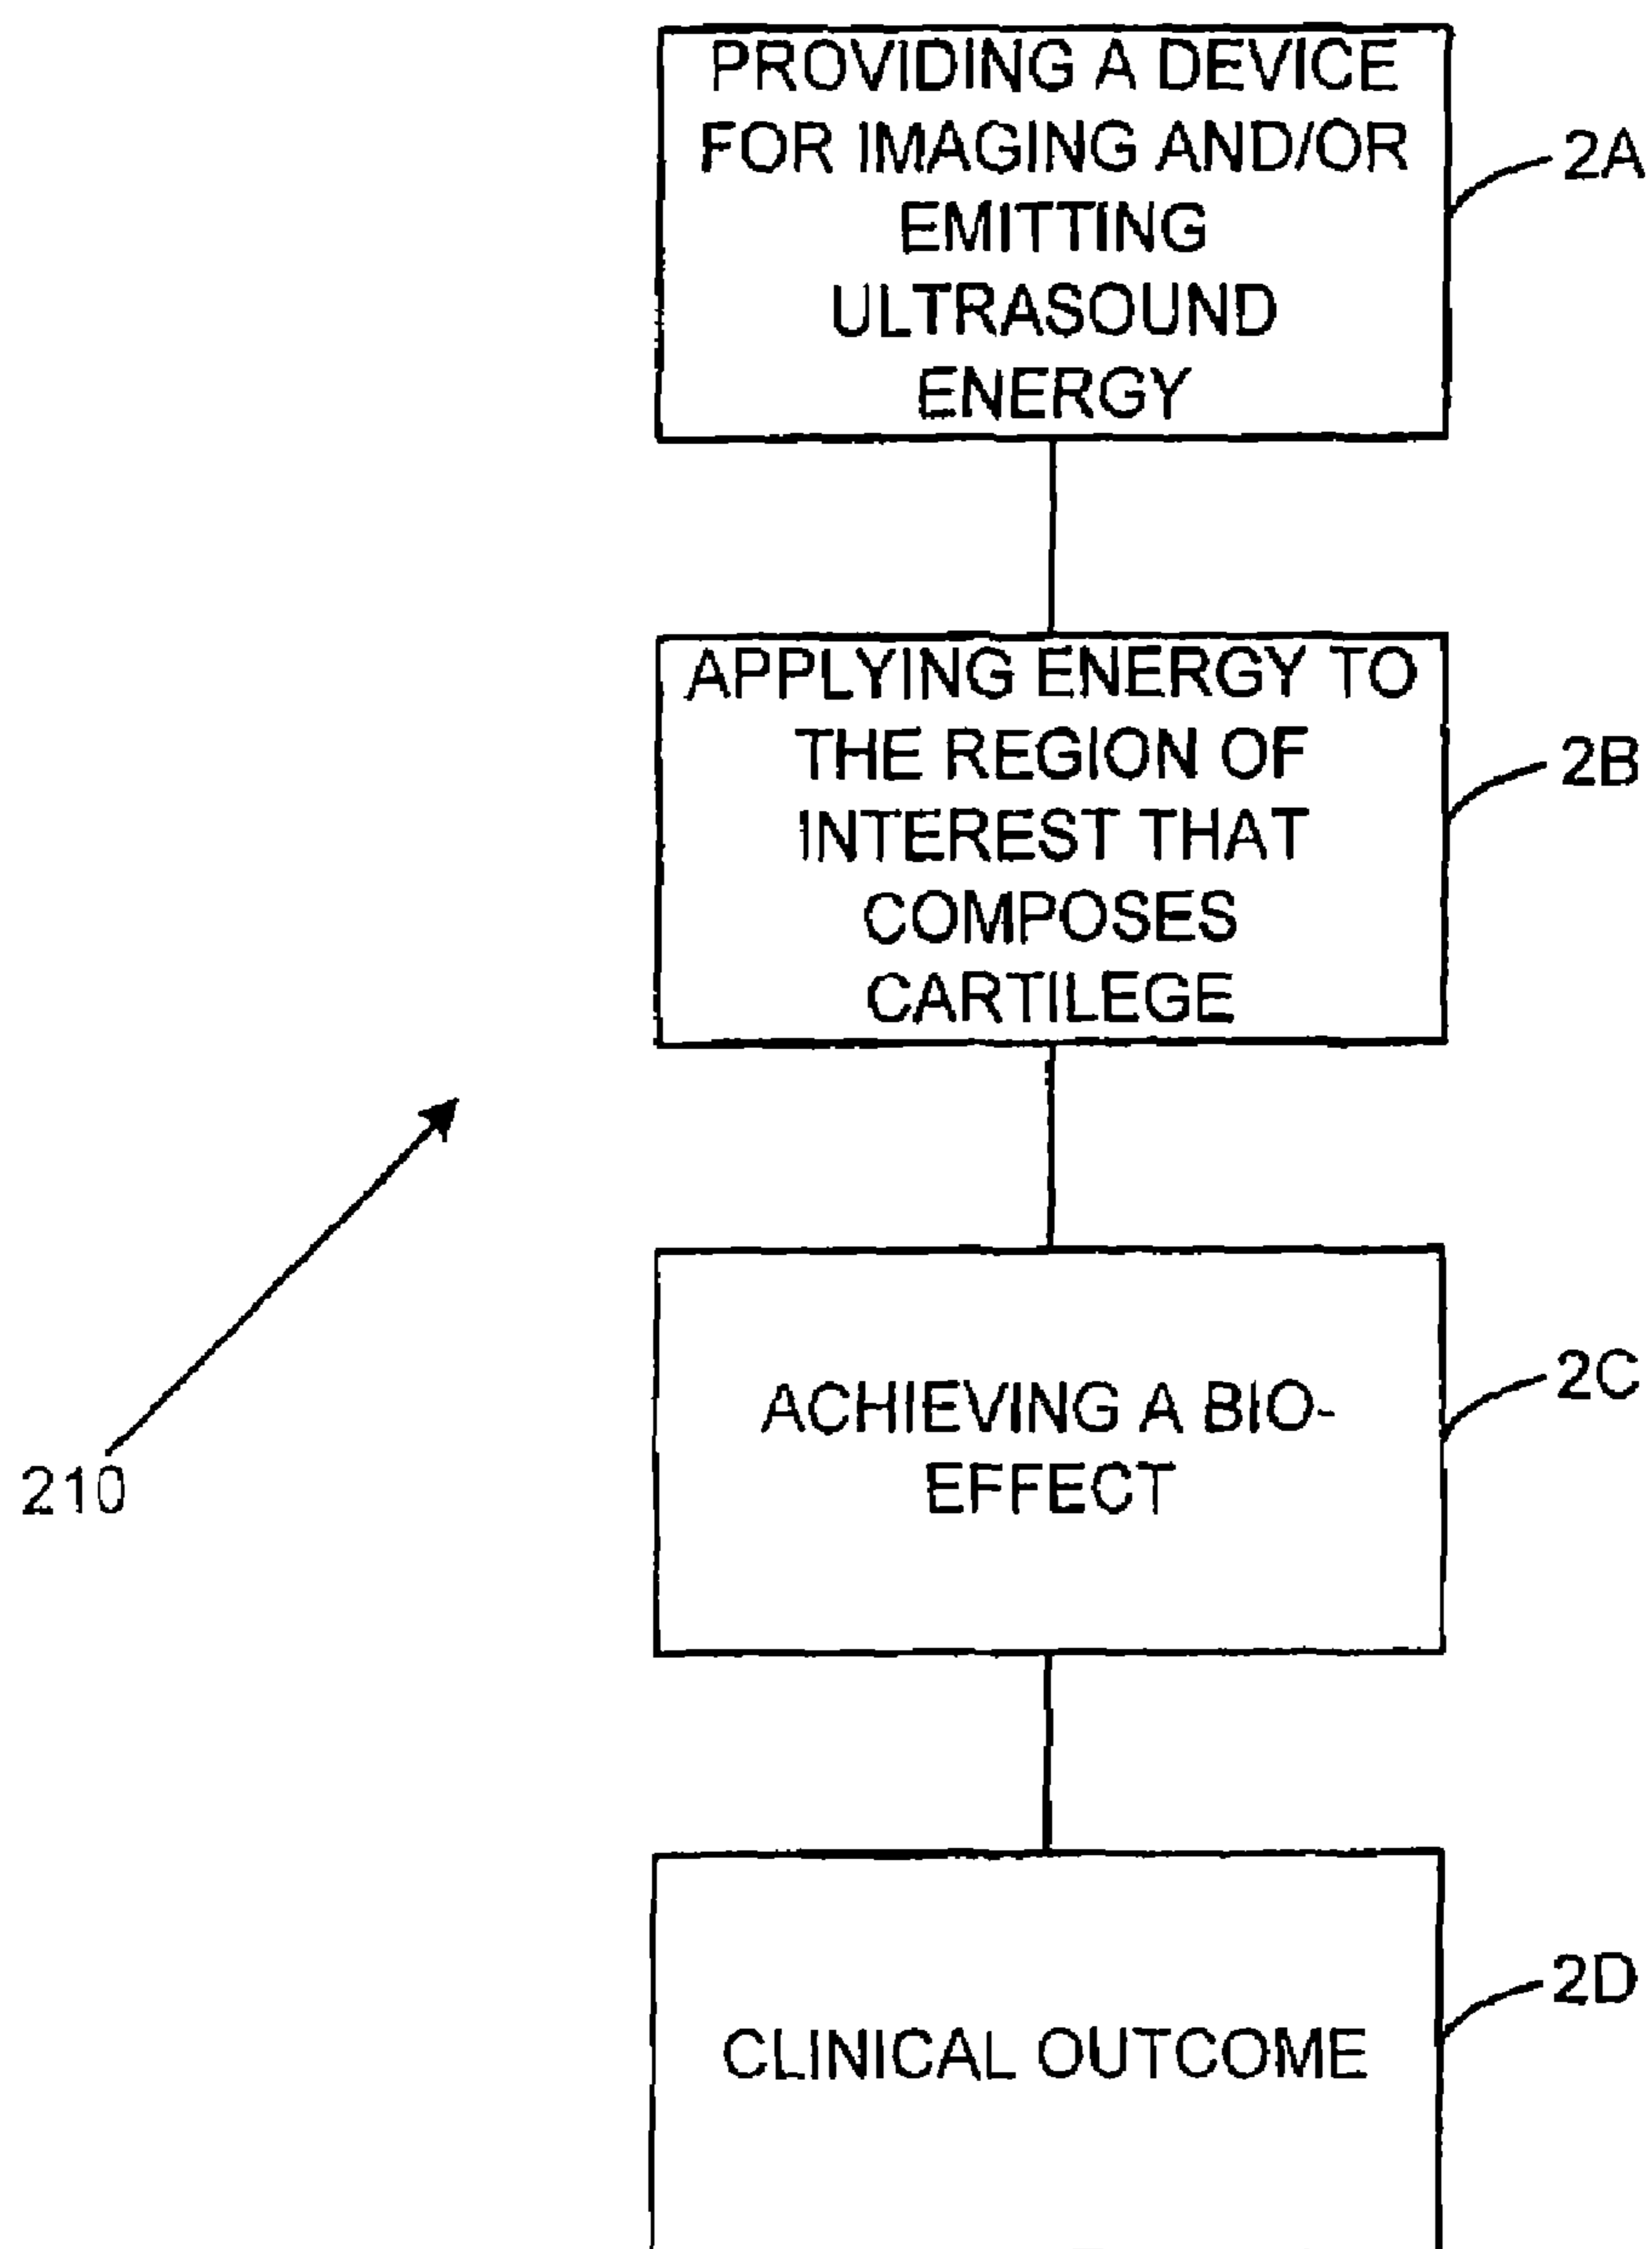 PROVIDING A DEVICE
FOR IMAGING AND/OR
EMITTING
ULTRASOUND
ENERGY
2A
APPLYING ENERGY TO
THE REGION OF
INTEREST THAT
COMPOSES
CARTILEGE
2B
ACHIEVING A BIO-
EFFECT
2C
210
CLINICAL OUTCOME
2D